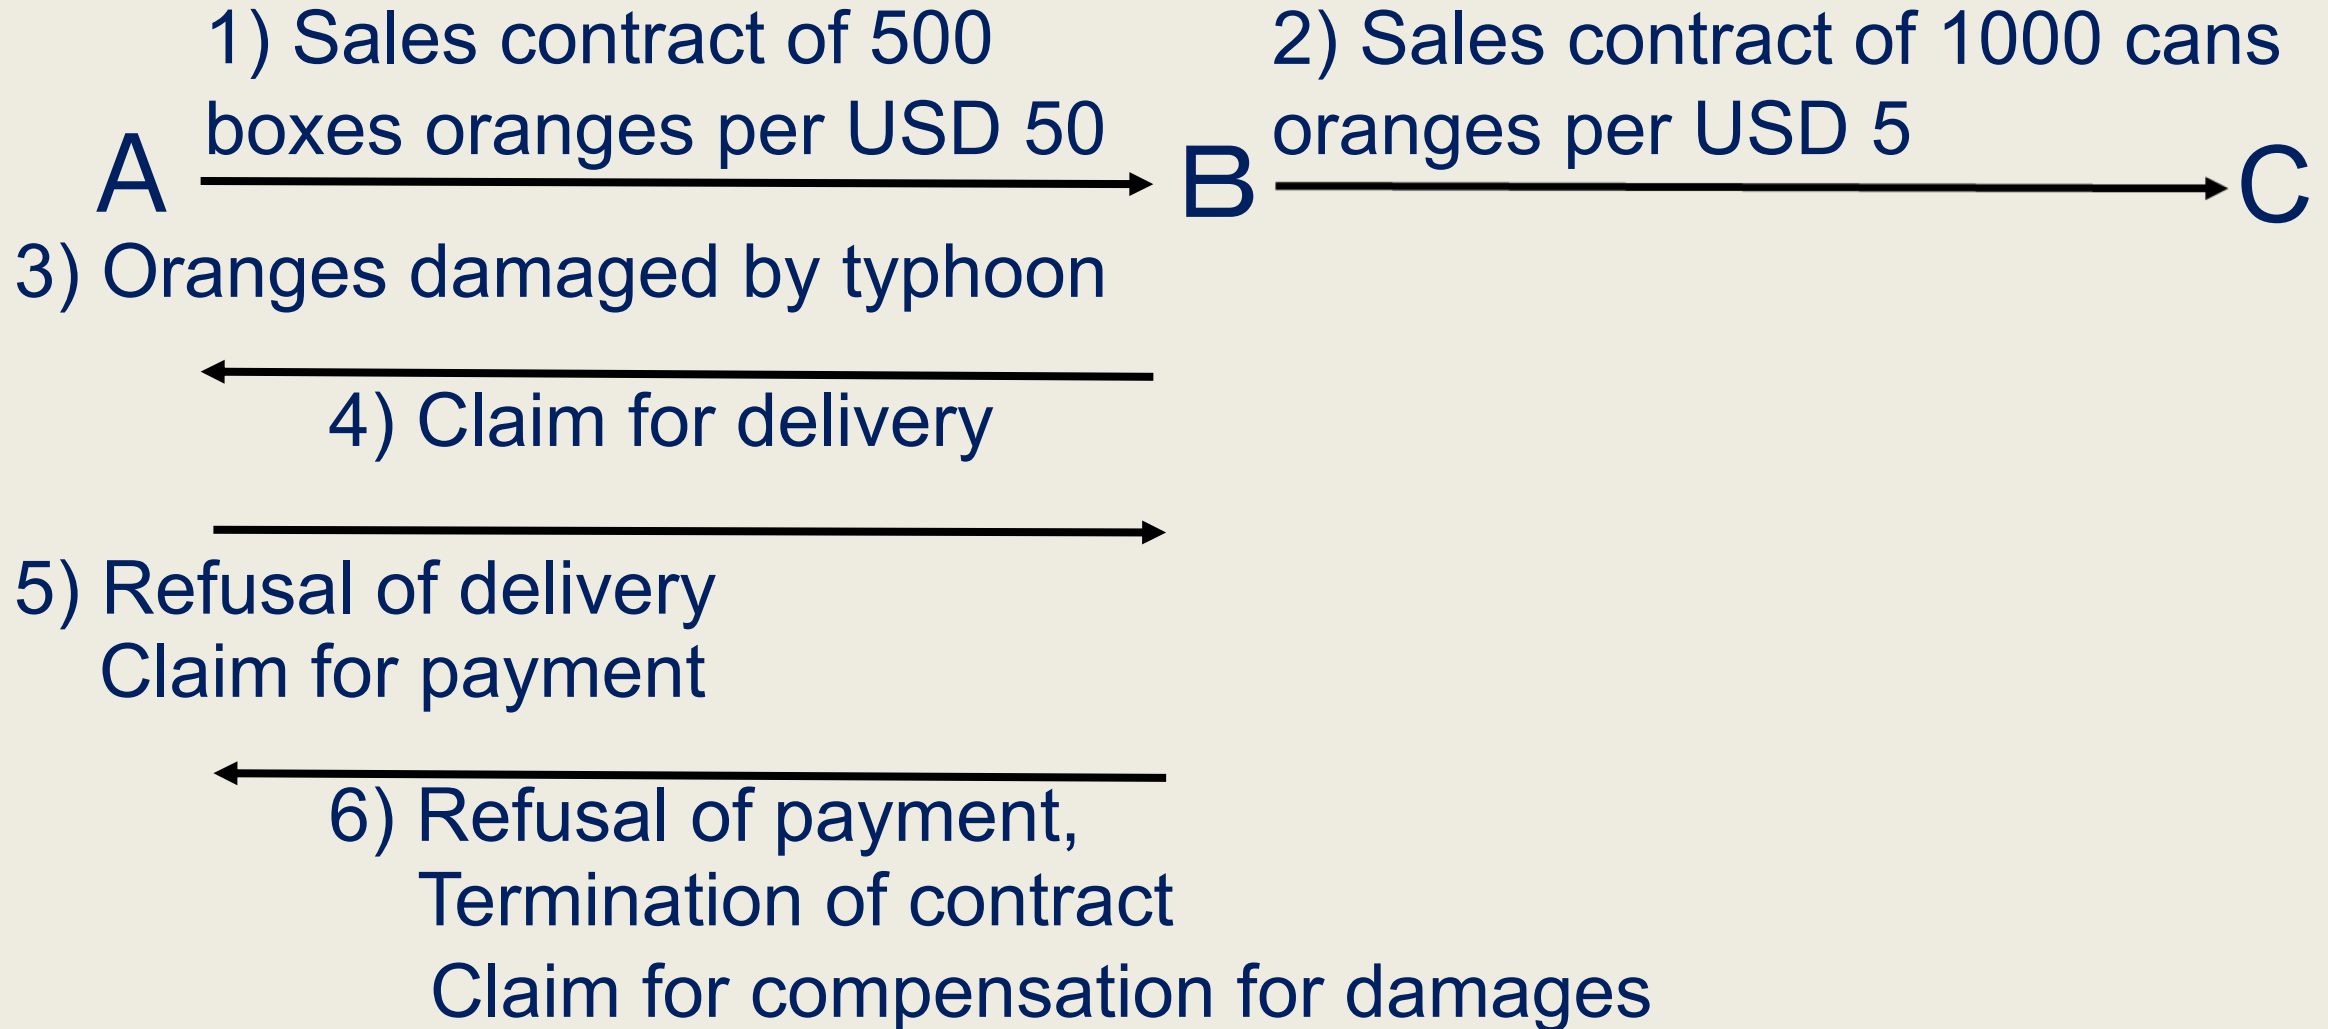 1) Sales contract of 500
boxes oranges per USD 50
2) Sales contract of 1000 cans
oranges per USD 5
A
B
C
3) Oranges damaged by typhoon
4) Claim for delivery
5) Refusal of delivery
Claim for payment
6) Refusal of payment,
Termination of contract
Claim for compensation for damages